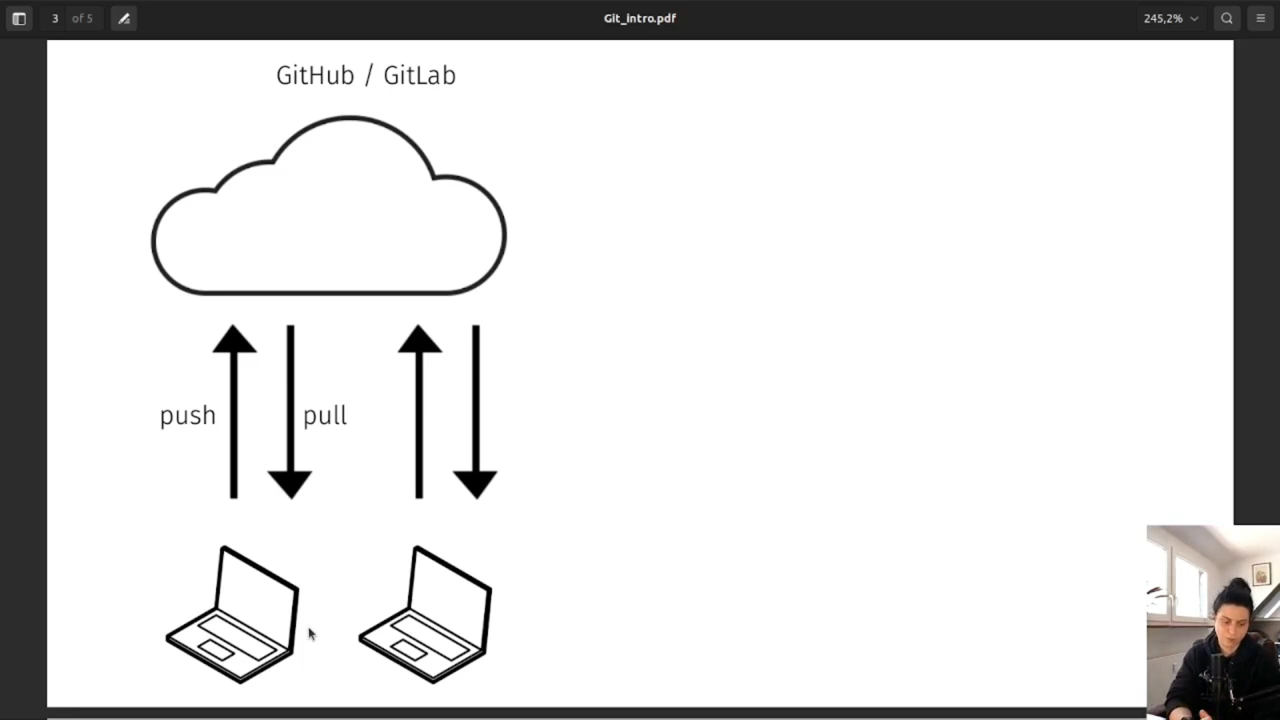 3 of 5
Git_intro.pdf
245,2%
GitHub / GitLab
push
pull